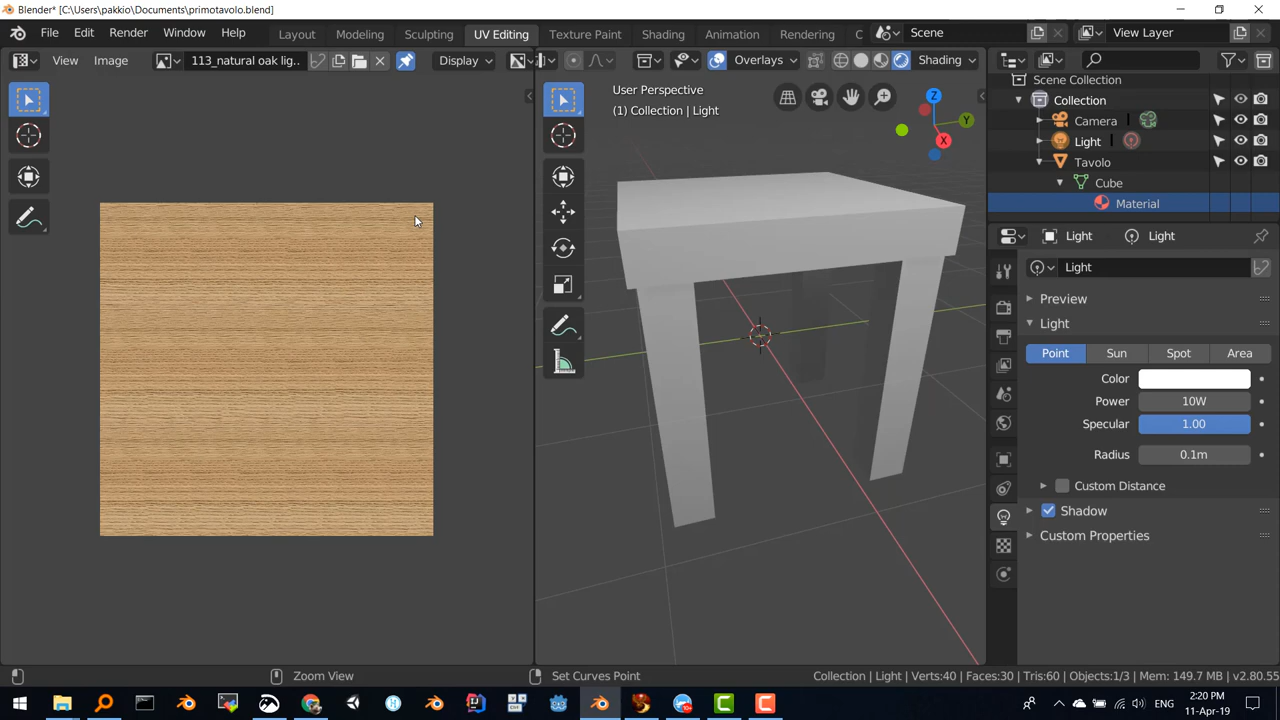 Blender* [C:\Users\pakkio\Documents\primotavolo.blend]
File Edit Render Window Help Layout Modeling Sculpting UV Editing Texture Paint Shading Animation Rendering C Scene View Layer
View Image 113_natural oak lig.. Display Overlays Shading
User Perspective
(1) Collection | Light
Z
Y
X
Scene Collection
Collection
Camera
Light
Tavolo
Cube
Material
Light Light
Light
Preview
Light
Point Sun Spot Area
Color
Power 10W
Specular 1.00
Radius 0.1m
Custom Distance
Shadow
Custom Properties
Zoom View Set Curves Point Collection | Light | Verts:40 | Faces:30 | Tris:60 | Objects:1/3 | Mem: 149.7 MB | v2.80.55
ENG
2:20 PM
11-Apr-19